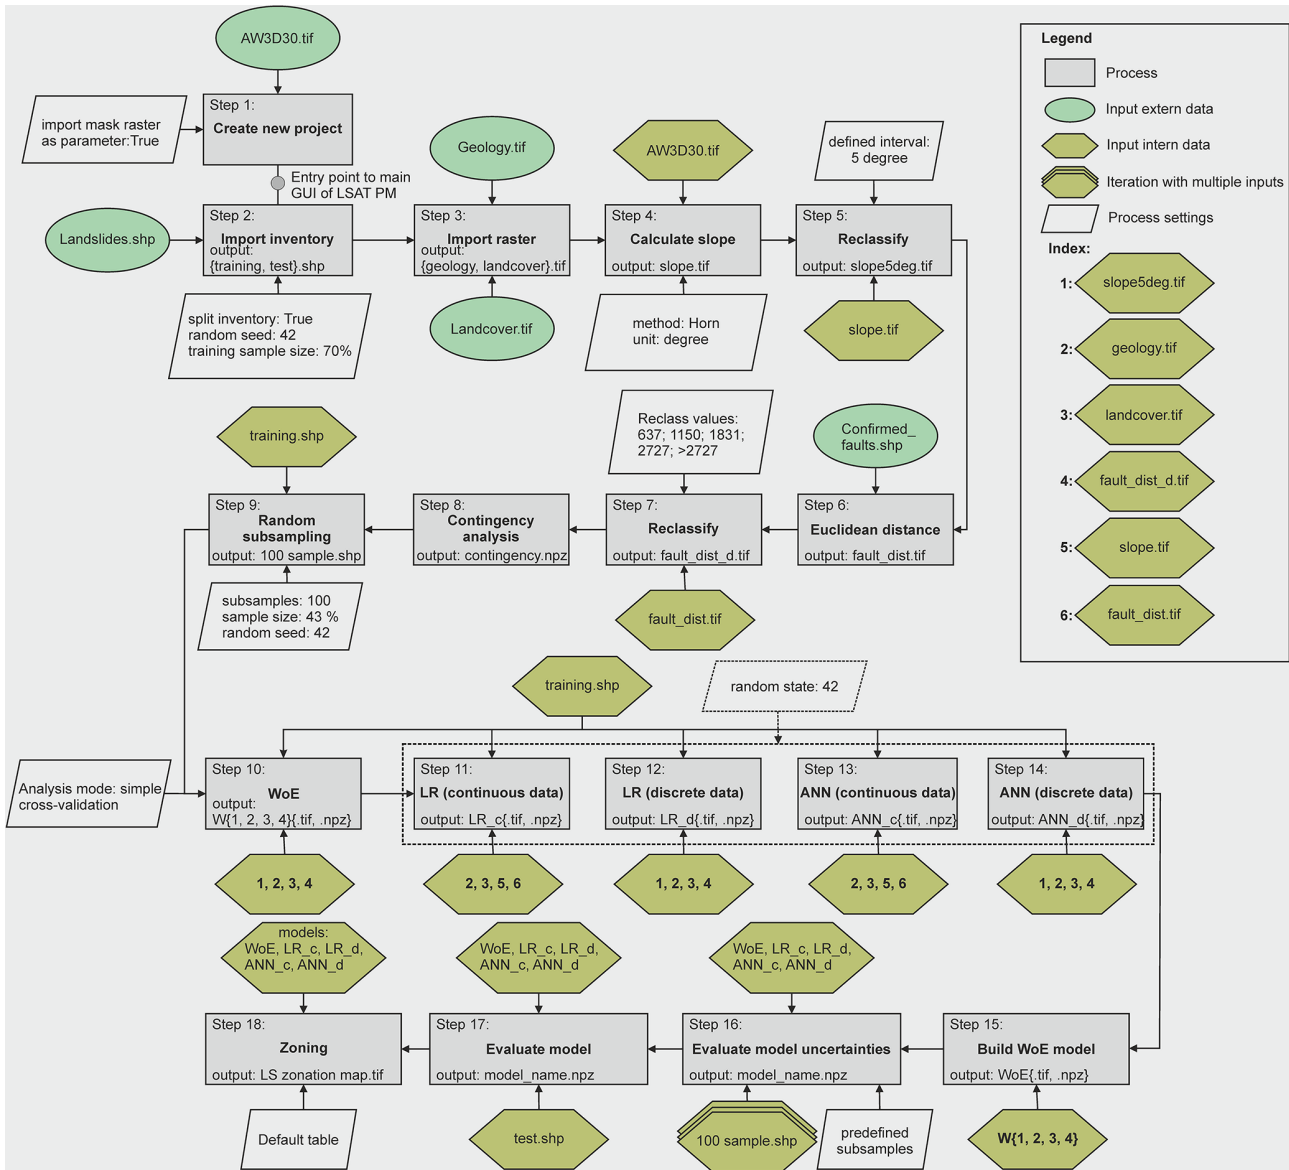 AW3D30.tif
Step 1:
Create new project
import mask raster
as parameter:True
Entry point to main
GUI of LSAT PM
Landslides.shp
Step 2:
Import inventory
output:
{training, test}.shp
split inventory: True
random seed: 42
training sample size: 70%
Geology.tif
Step 3:
Import raster
output:
{geology, landcover}.tif
Landcover.tif
AW3D30.tif
Step 4:
Calculate slope
output: slope.tif
method: Horn
unit: degree
defined interval:
5 degree
Step 5:
Reclassify
output: slope5deg.tif
slope.tif
Legend
Process
Input extern data
Input intern data
Iteration with multiple inputs
Process settings
Index:
1:
slope5deg.tif
2:
geology.tif
3:
landcover.tif
4:
fault_dist_d.tif
5:
slope.tif
6:
fault_dist.tif
training.shp
Step 9:
Random
subsampling
output: 100 sample.shp
subsamples: 100
sample size: 43 %
random seed: 42
Step 8:
Contingency
analysis
output: contingency.npz
Reclass values:
637; 1150; 1831;
2727; >2727
Step 7:
Reclassify
output: fault_dist_d.tif
fault_dist.tif
Confirmed_
faults.shp
Step 6:
Euclidean distance
output: fault_dist.tif
training.shp
random state: 42
Analysis mode: simple
cross-validation
Step 10:
WoE
output:
W{1, 2, 3, 4}{.tif, .npz}
1, 2, 3, 4
Step 11:
LR (continuous data)
output: LR_c{.tif, .npz}
2, 3, 5, 6
Step 12:
LR (discrete data)
output: LR_d{.tif, .npz}
1, 2, 3, 4
Step 13:
ANN (continuous data)
output: ANN_c{.tif, .npz}
2, 3, 5, 6
Step 14:
ANN (discrete data)
output: ANN_d{.tif, .npz}
1, 2, 3, 4
models:
WoE, LR_c, LR_d,
ANN_c, ANN_d
Step 18:
Zoning
output: LS zonation map.tif
Default table
WoE, LR_c, LR_d,
ANN_c, ANN_d
Step 17:
Evaluate model
output: model_name.npz
test.shp
WoE, LR_c, LR_d,
ANN_c, ANN_d
Step 16:
Evaluate model uncertainties
output: model_name.npz
100 sample.shp
predefined
subsamples
Step 15:
Build WoE model
output: WoE{.tif, .npz}
W{1, 2, 3, 4}